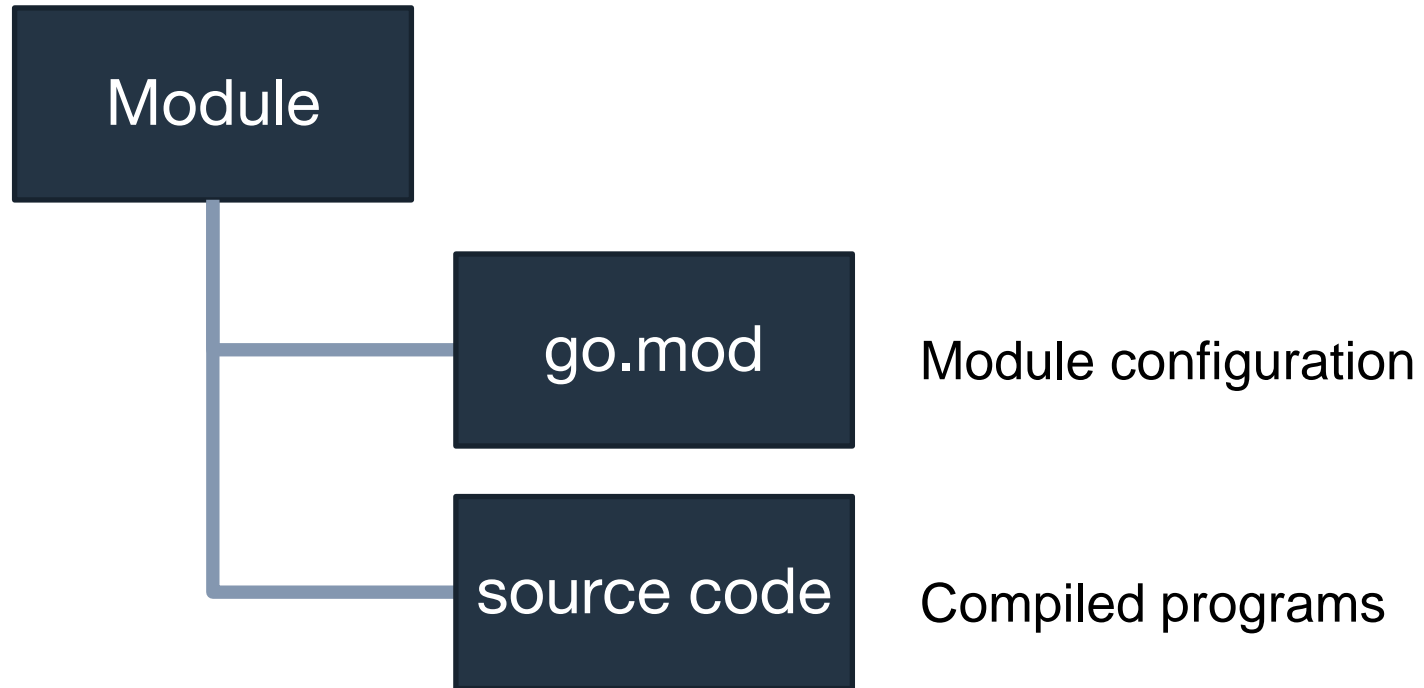 Module
go.mod
Module configuration
source code
Compiled programs